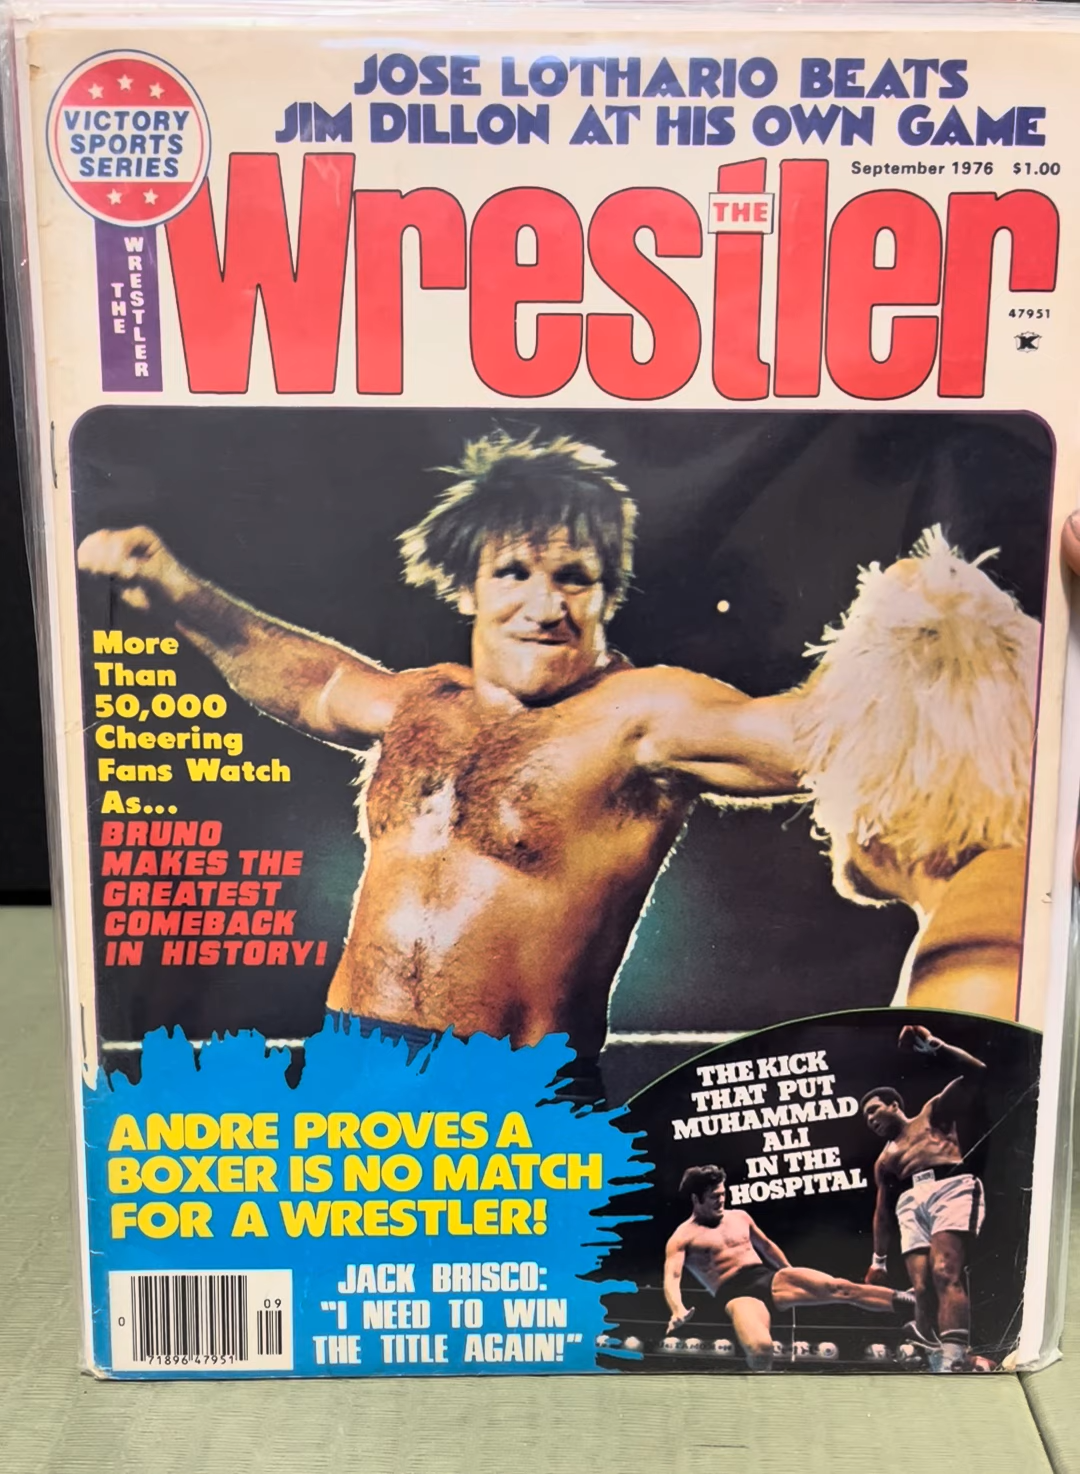 JOSE LOTHARIO BEATS
JIM DILLON AT HIS OWN GAME
VICTORY
SPORTS
SERIES
September 1976 $1.00
THE WRESTLER
Wrestler
THE
47951
K
More
Than
50,000
Cheering
Fans Watch
As...
BRUNO
MAKES THE
GREATEST
COMEBACK
IN HISTORY!
THE KICK
THAT PUT
MUHAMMAD
ALI
IN THE
HOSPITAL
ANDRE PROVES A
BOXER IS NO MATCH
FOR A WRESTLER!
JACK BRISCO:
"I NEED TO WIN
THE TITLE AGAIN!"
09
0
71896 47951